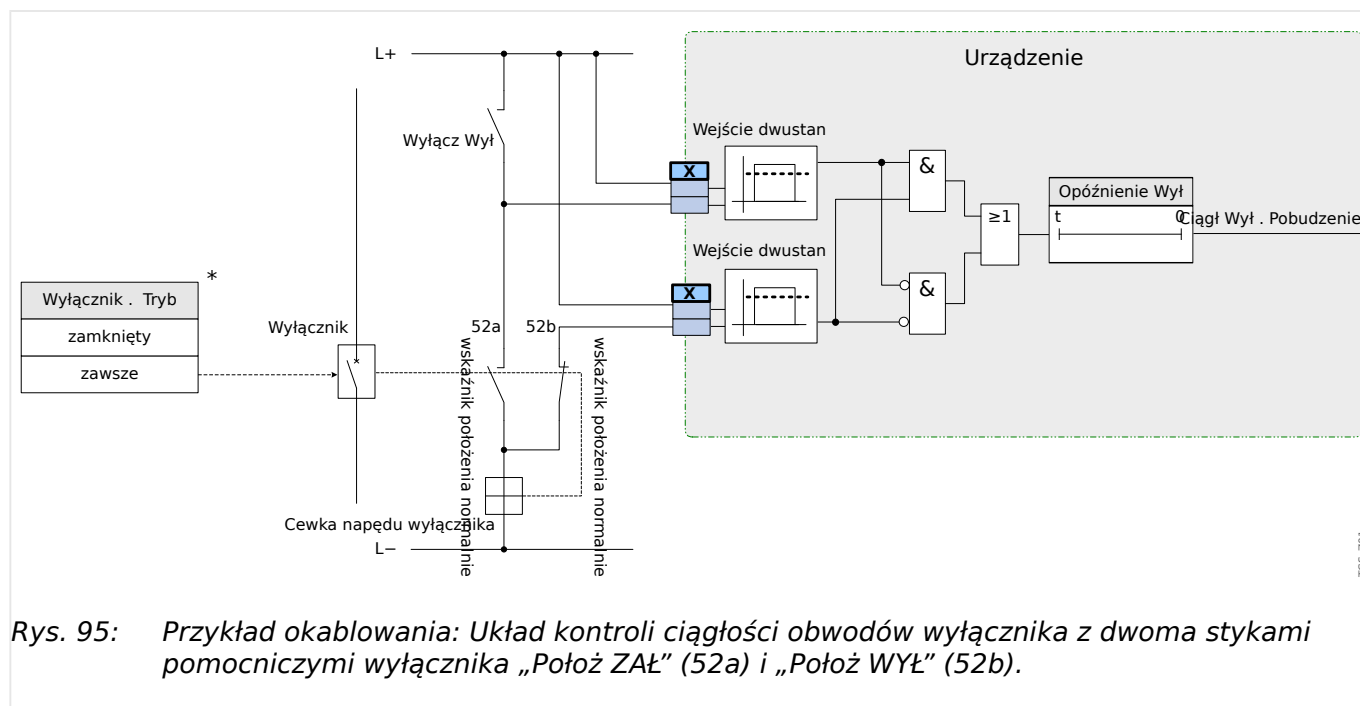 L+
Urządzenie
Wyłącz Wył
Wejście dwustan
X
&
Opóźnienie Wył
t
0
≥1
Ciągł Wył . Pobudzenie
Wejście dwustan
X
&
*
Wyłącznik . Tryb
zamknięty
zawsze
Wyłącznik
52a
52b
wskaźnik położenia normalnie
wskaźnik położenia normalnie
Cewka napędu wyłącznika
L−
Rys. 95: Przykład okablowania: Układ kontroli ciągłości obwodów wyłącznika z dwoma stykami
pomocniczymi wyłącznika „Położ ZAŁ” (52a) i „Położ WYŁ” (52b).